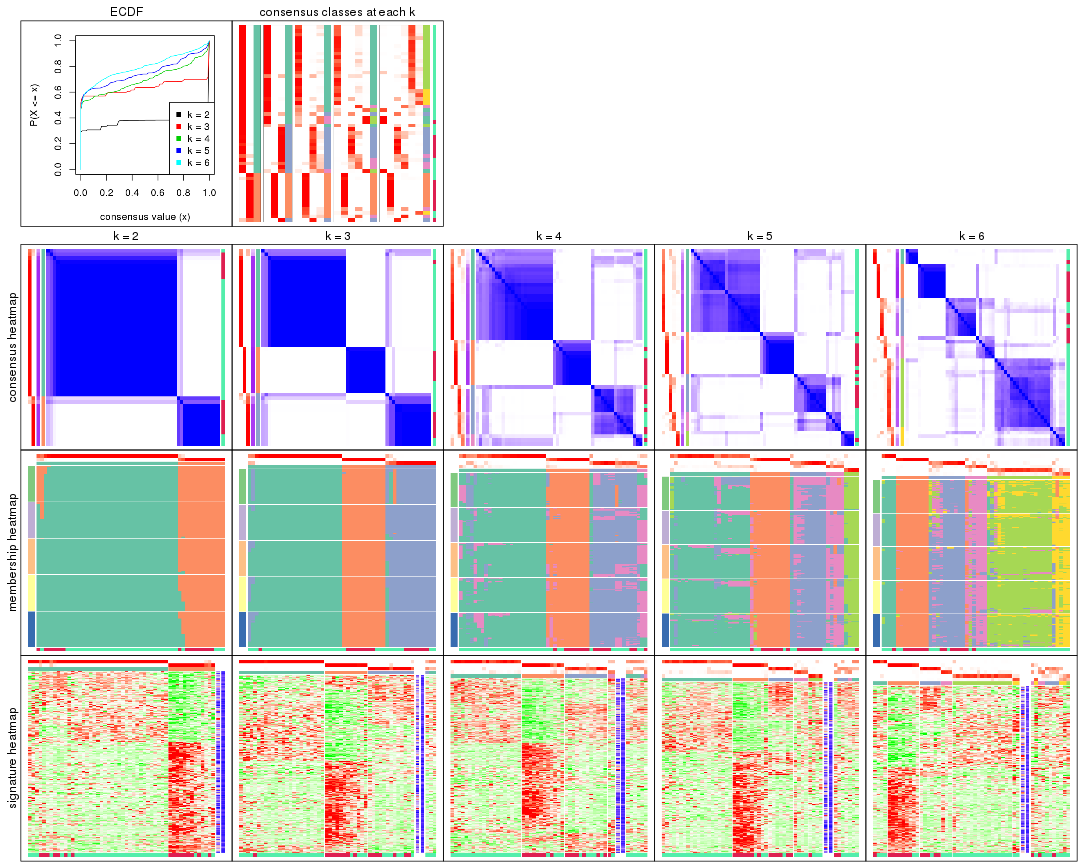 ECDF
consensus classes at each k
P(X <= x)
0.0 0.2 0.4 0.6 0.8 1.0
k = 2
k = 3
k = 4
k = 5
k = 6
0.0 0.2 0.4 0.6 0.8 1.0
consensus value (x)
k = 2 k = 3 k = 4 k = 5 k = 6
consensus heatmap
membership heatmap
signature heatmap